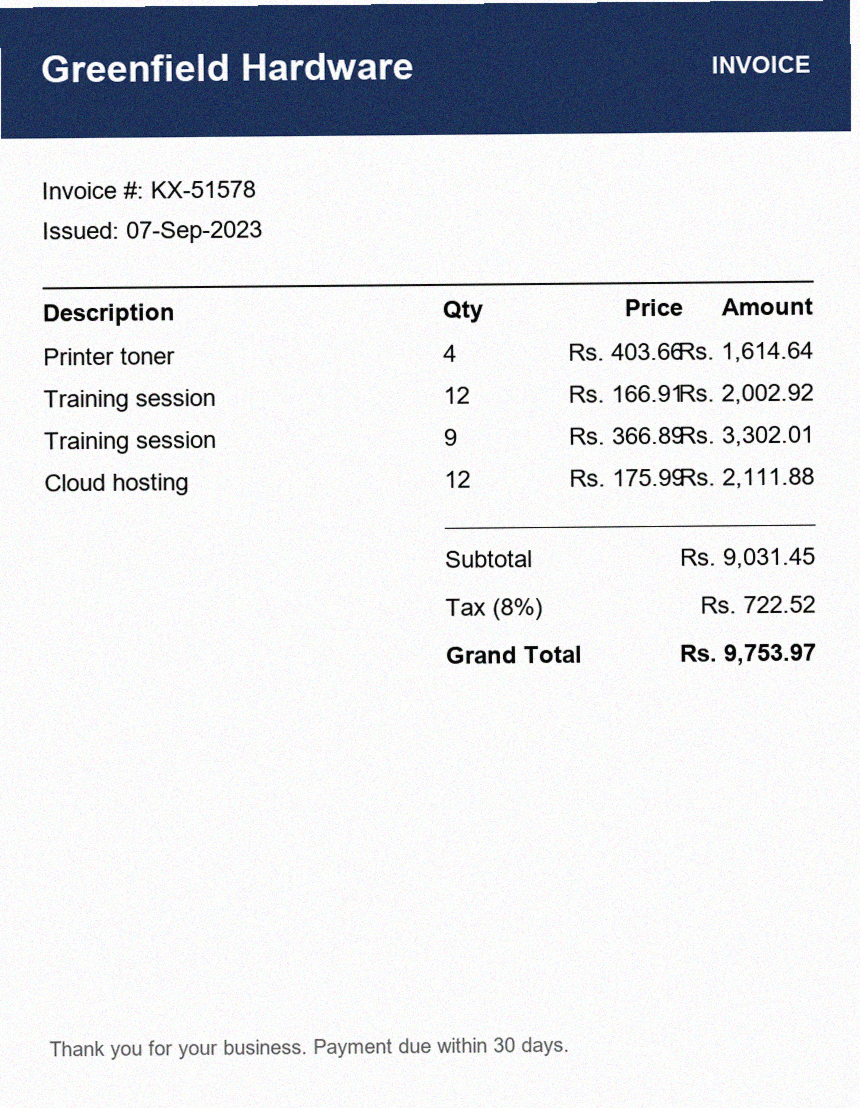 Greenfield Hardware INVOICE
Invoice #: KX-51578
Issued: 07-Sep-2023
Description Qty Price Amount
Printer toner 4 Rs. 403.66 Rs. 1,614.64
Training session 12 Rs. 166.91 Rs. 2,002.92
Training session 9 Rs. 366.89 Rs. 3,302.01
Cloud hosting 12 Rs. 175.99 Rs. 2,111.88
Subtotal Rs. 9,031.45
Tax (8%) Rs. 722.52
Grand Total Rs. 9,753.97
Thank you for your business. Payment due within 30 days.